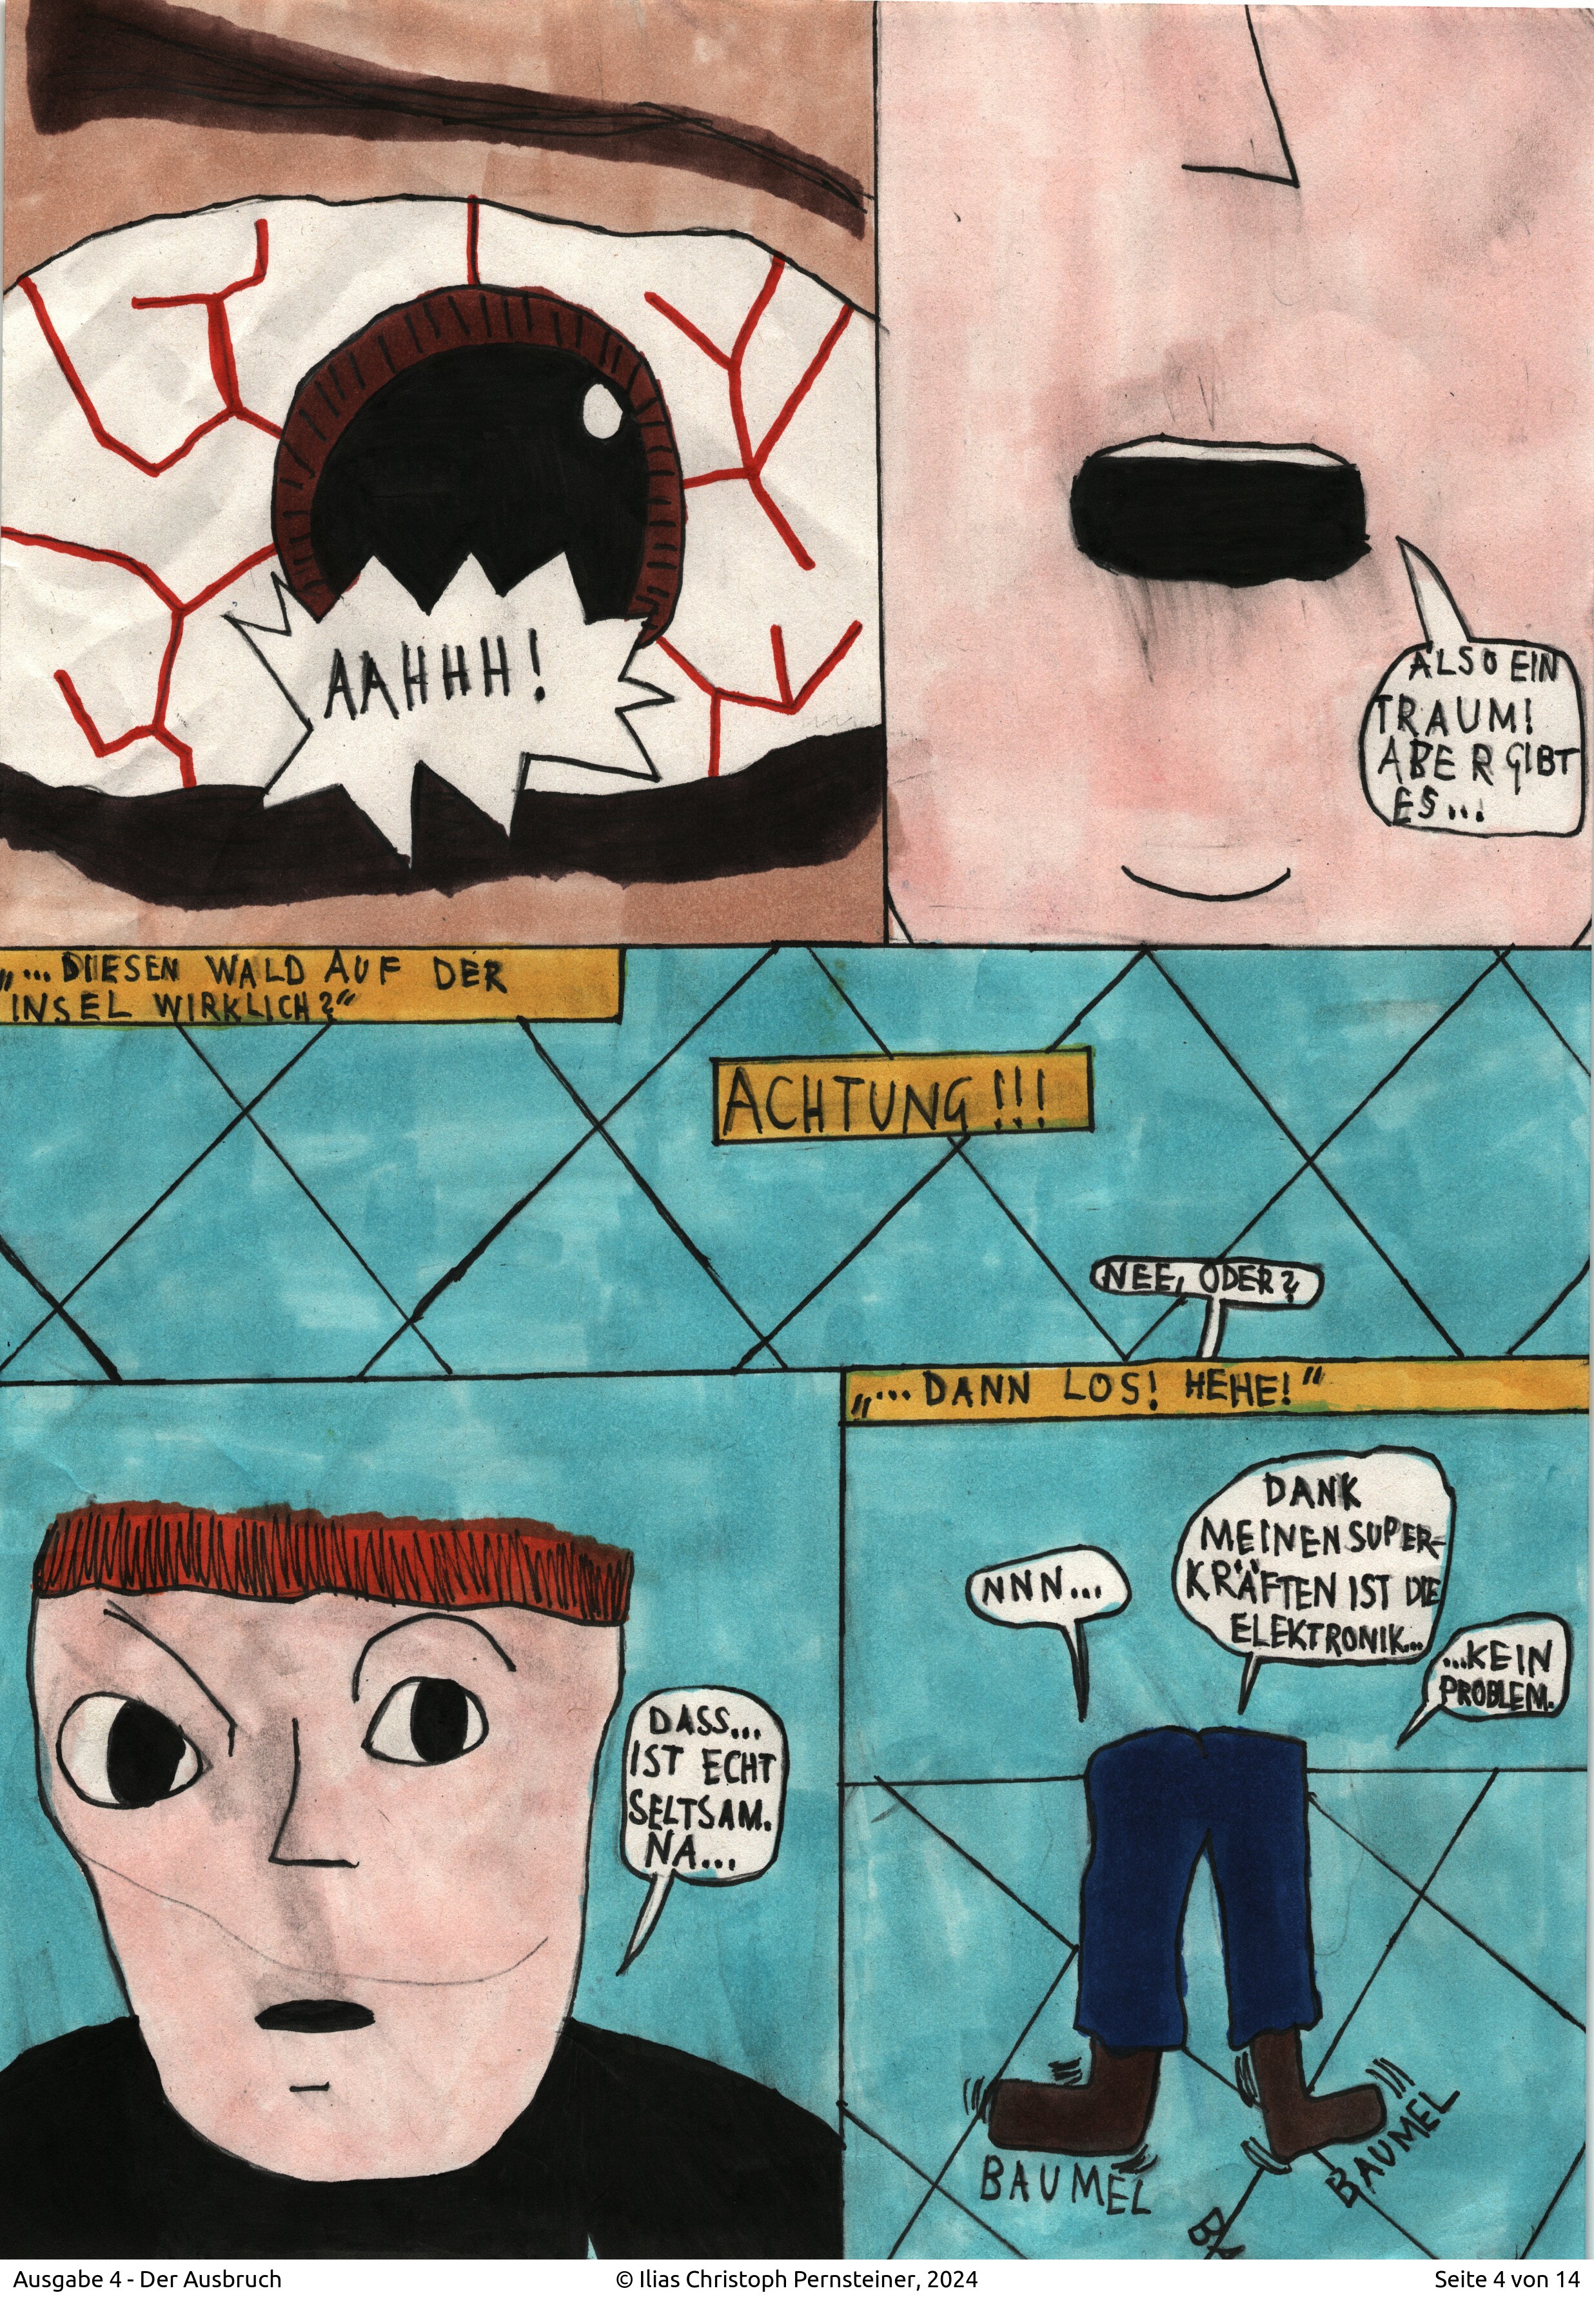 AAHHH!
ALSO EIN
TRAUM!
ABER GIBT
ES...
„...DIESEN WALD AUF DER
INSEL WIRKLICH?“
ACHTUNG!!!
NEE, ODER?
DASS...
IST ECHT
SELTSAM.
NA...
„...DANN LOS! HEHE!“
NNN...
DANK
MEINEN SUPER-
KRÄFTEN IST DIE
ELEKTRONIK...
...KEIN
PROBLEM.
BAUMEL
BAUMEL
BA
Ausgabe 4 - Der Ausbruch
© Ilias Christoph Pernsteiner, 2024
Seite 4 von 14